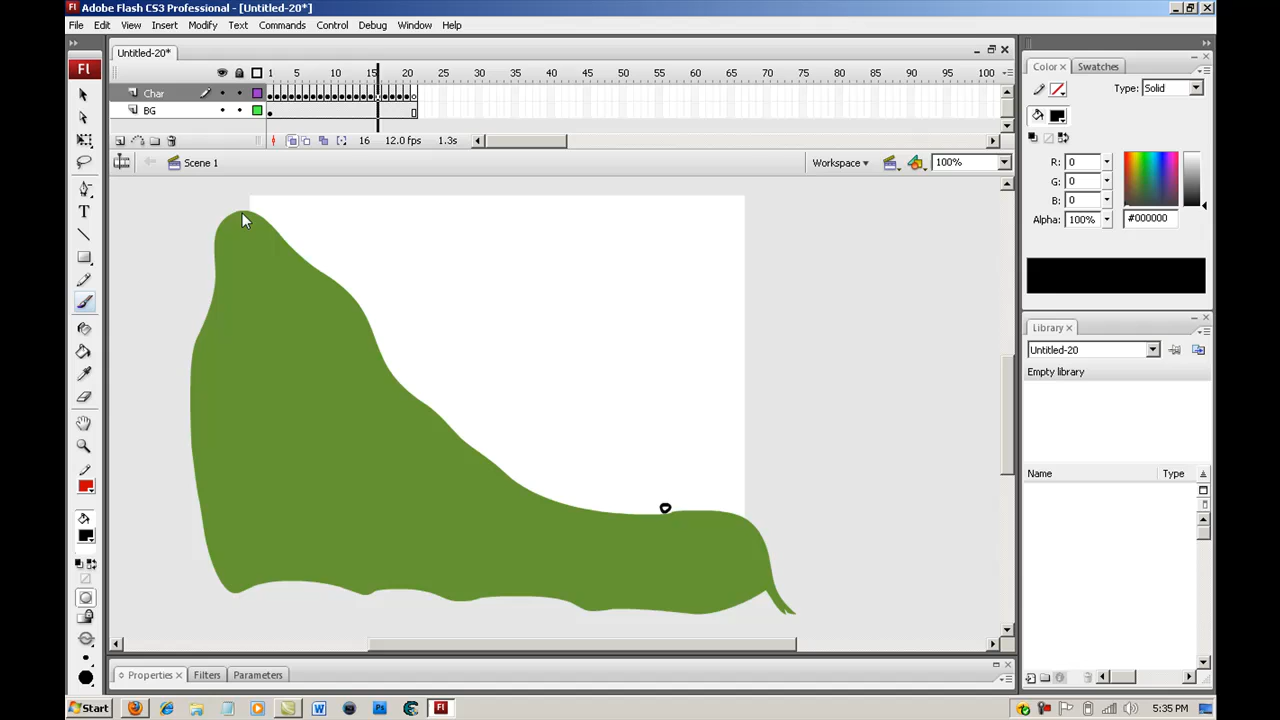 Adobe Flash CS3 Professional - [Untitled-20*]
File Edit View Insert Modify Text Commands Control Debug Window Help
Untitled-20*
1 5 10 15 20 25 30 35 40 45 50 55 60 65 70 75 80 85 90 95 100
Char
BG
16 12.0 fps 1.3s
Scene 1 Workspace 100%
Color Swatches
Type: Solid
R: 0
G: 0
B: 0
Alpha: 100% #000000
Library
Untitled-20
Empty library
Name Type
Properties Filters Parameters
Start 5:35 PM
Fl
T
W
Ps
Fl